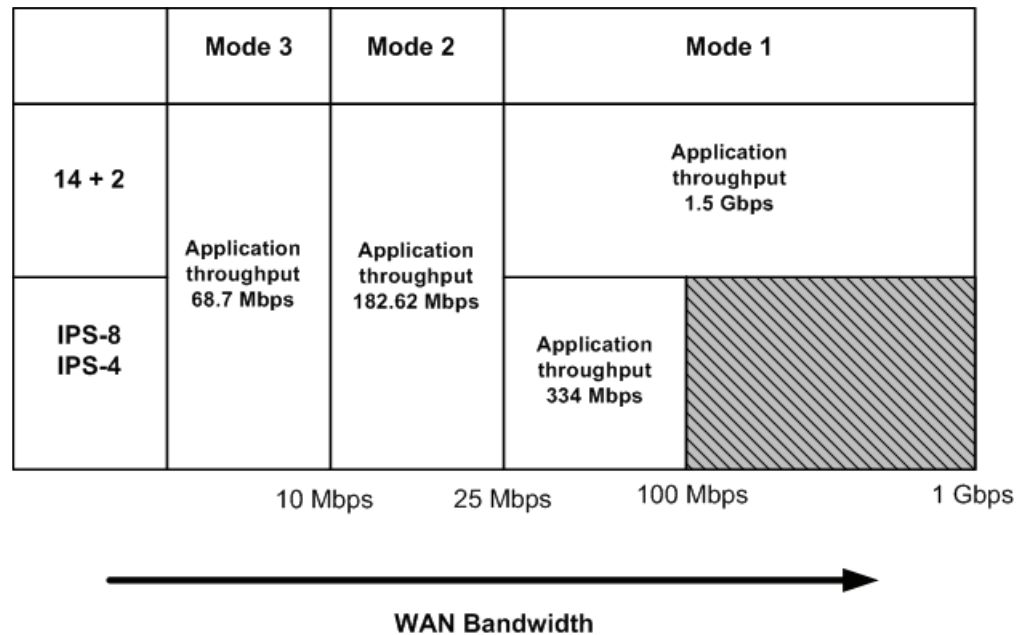 Mode 3
Mode 2
Mode 1
14 + 2
Application
throughput
68.7 Mbps
Application
throughput
182.62 Mbps
Application
throughput
1.5 Gbps
IPS-8
IPS-4
Application
throughput
334 Mbps
10 Mbps
25 Mbps
100 Mbps
1 Gbps
WAN Bandwidth